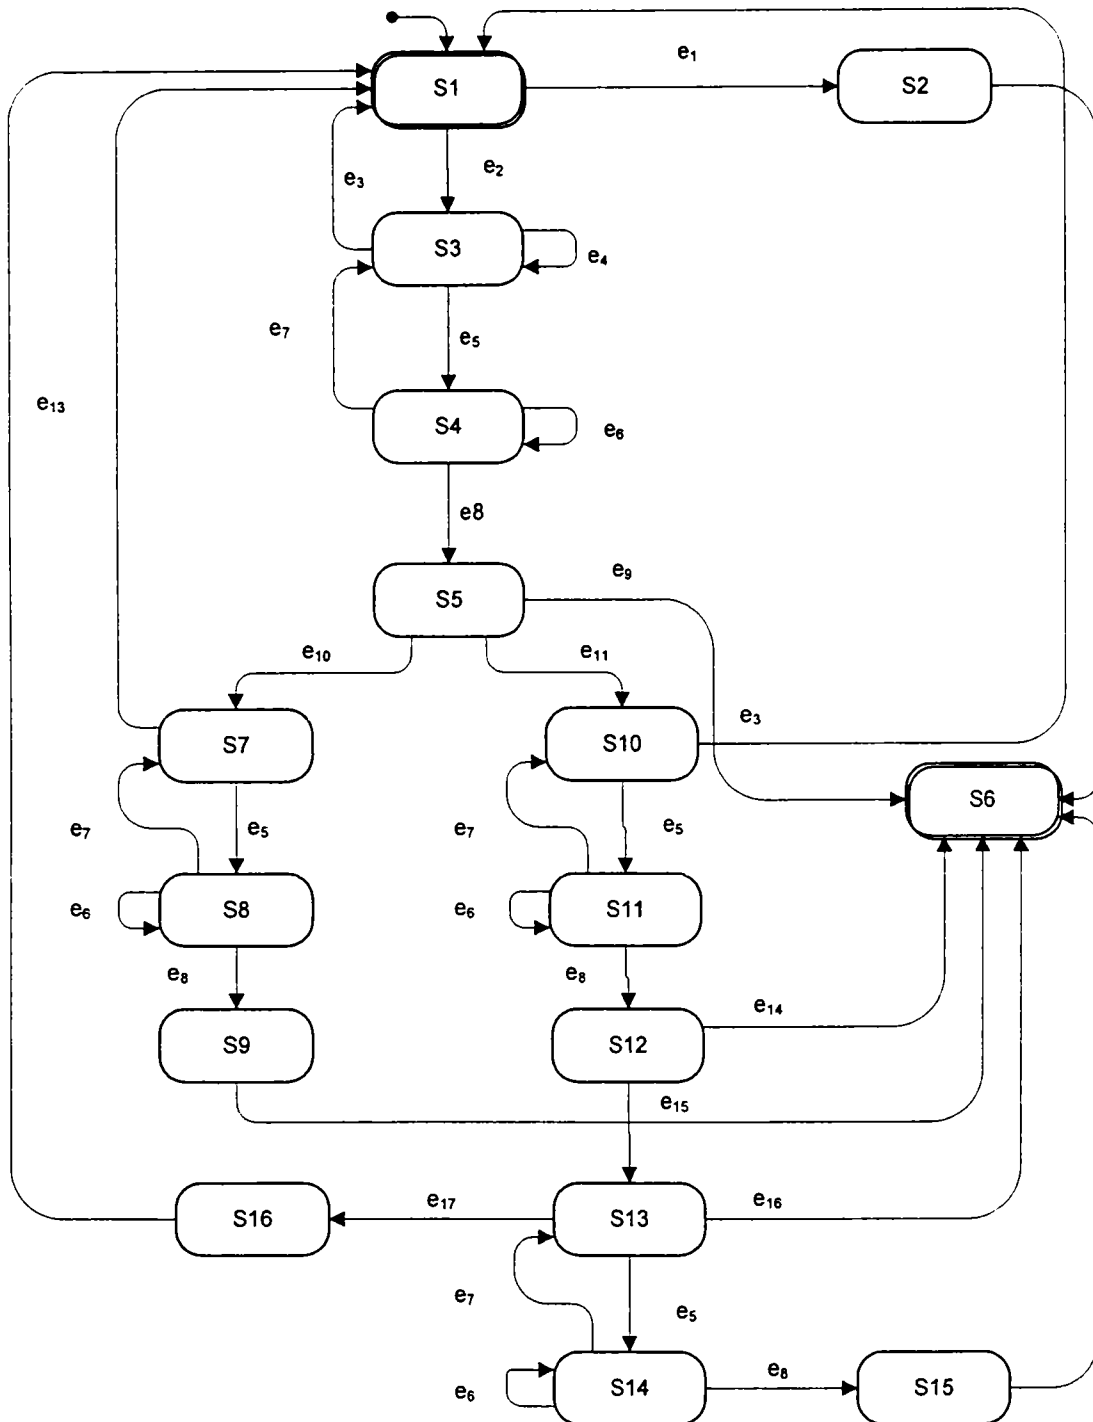 e₁
S1
S2
e₂
e₃
S3
e₄
e₇
e₅
e₁₃
S4
e₆
e8
e₉
S5
e₁₀
e₁₁
e₃
S7
S10
S6
e₇
e₅
e₇
e₅
e₆
S8
e₆
S11
e₈
e₈
e₁₄
S9
S12
e₁₅
e₁₇
e₁₆
S16
S13
e₇
e₅
e₈
e₆
S14
S15